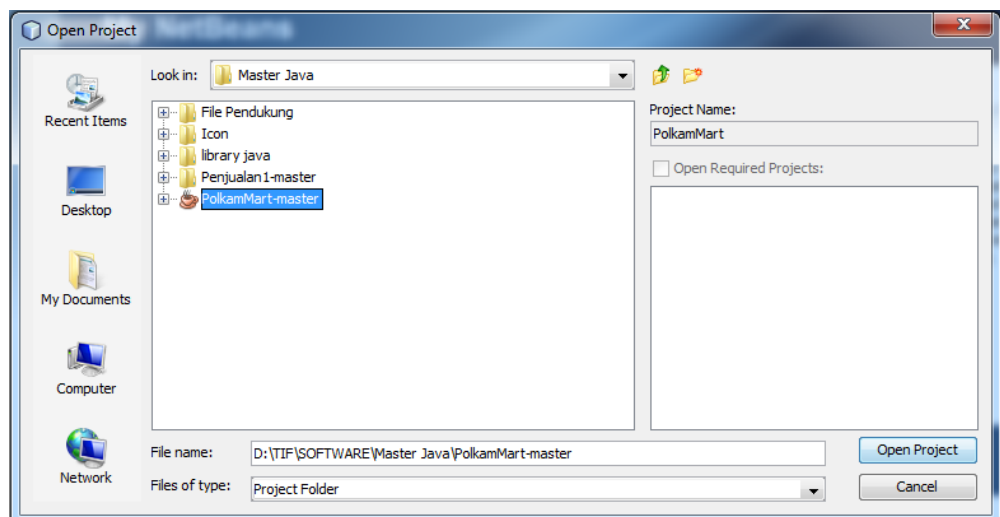 Open Project
NetBeans
Look in: Master Java
Recent Items
Desktop
My Documents
Computer
Network
File Pendukung
Icon
library java
Penjualan1-master
PolkamMart-master
Project Name:
PolkamMart
Open Required Projects:
File name: D:\TIF\SOFTWARE\Master Java\PolkamMart-master
Open Project
Files of type: Project Folder
Cancel